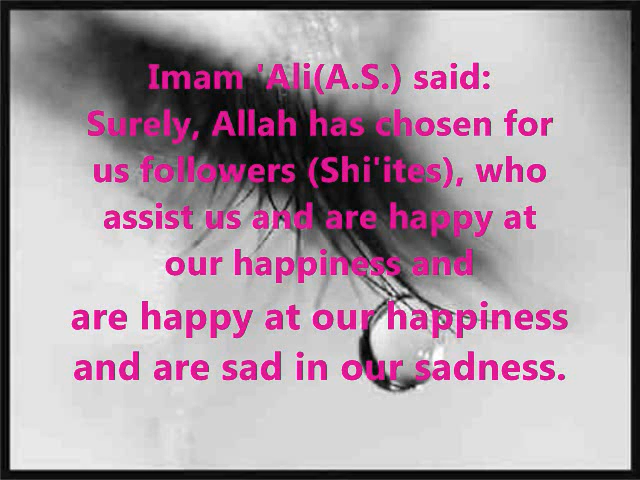 Imam 'Ali(A.S.) said:
Surely, Allah has chosen for
us followers (Shi'ites), who
assist us and are happy at
our happiness and
are happy at our happiness
and are sad in our sadness.